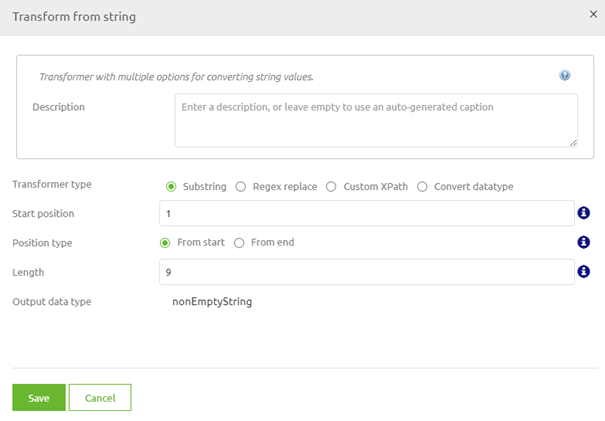 Transform from string
×
Transformer with multiple options for converting string values.
Description
Enter a description, or leave empty to use an auto-generated caption
Transformer type Substring Regex replace Custom XPath Convert datatype
Start position 1
Position type From start From end
Length 9
Output data type nonEmptyString
Save Cancel